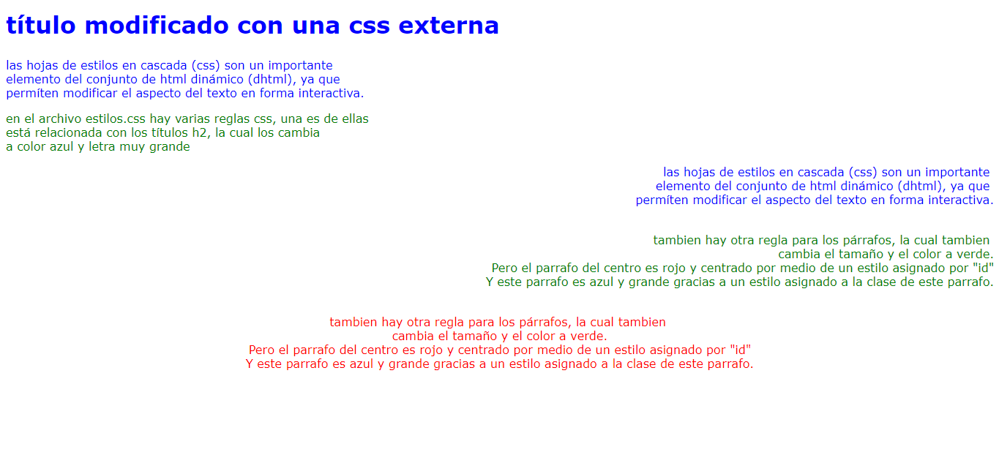 título modificado con una css externa
las hojas de estilos en cascada (css) son un importante
elemento del conjunto de html dinámico (dhtml), ya que
permíten modificar el aspecto del texto en forma interactiva.
en el archivo estilos.css hay varias reglas css, una es de ellas
está relacionada con los títulos h2, la cual los cambia
a color azul y letra muy grande
las hojas de estilos en cascada (css) son un importante
elemento del conjunto de html dinámico (dhtml), ya que
permíten modificar el aspecto del texto en forma interactiva.
tambien hay otra regla para los párrafos, la cual tambien
cambia el tamaño y el color a verde.
Pero el parrafo del centro es rojo y centrado por medio de un estilo asignado por "id"
Y este parrafo es azul y grande gracias a un estilo asignado a la clase de este parrafo.
tambien hay otra regla para los párrafos, la cual tambien
cambia el tamaño y el color a verde.
Pero el parrafo del centro es rojo y centrado por medio de un estilo asignado por "id"
Y este parrafo es azul y grande gracias a un estilo asignado a la clase de este parrafo.